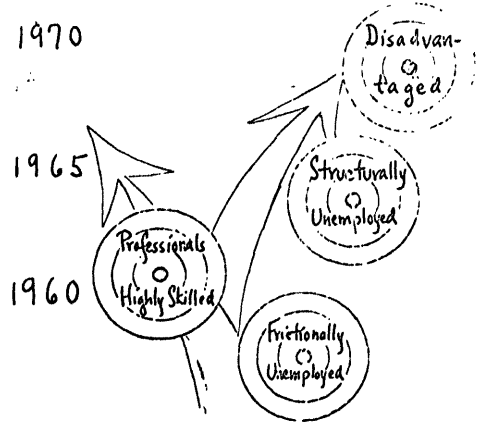 1970
Disadvan-
taged
1965
Structurally
Unemployed
Professionals
Highly Skilled
1960
Frictionally
Unemployed